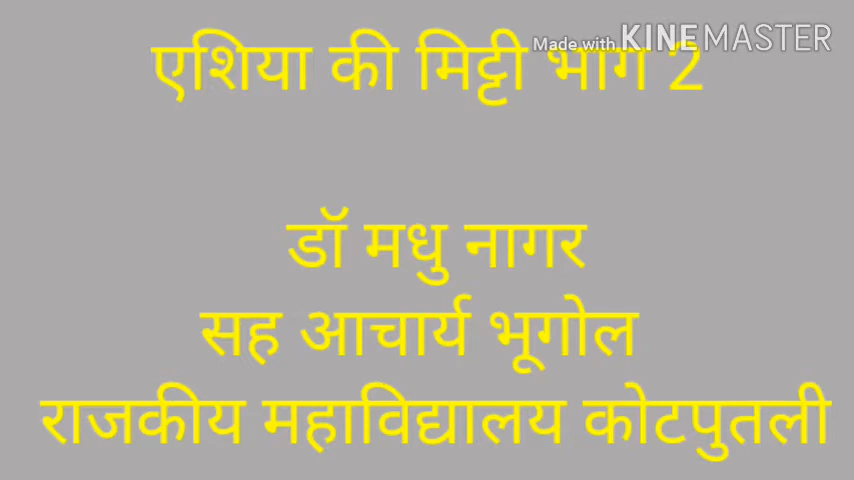 Made with KINEMASTER
एशिया की मिट्टी भाग 2
डॉ मधु नागर
सह आचार्य भूगोल
राजकीय महाविद्यालय कोटपुतली